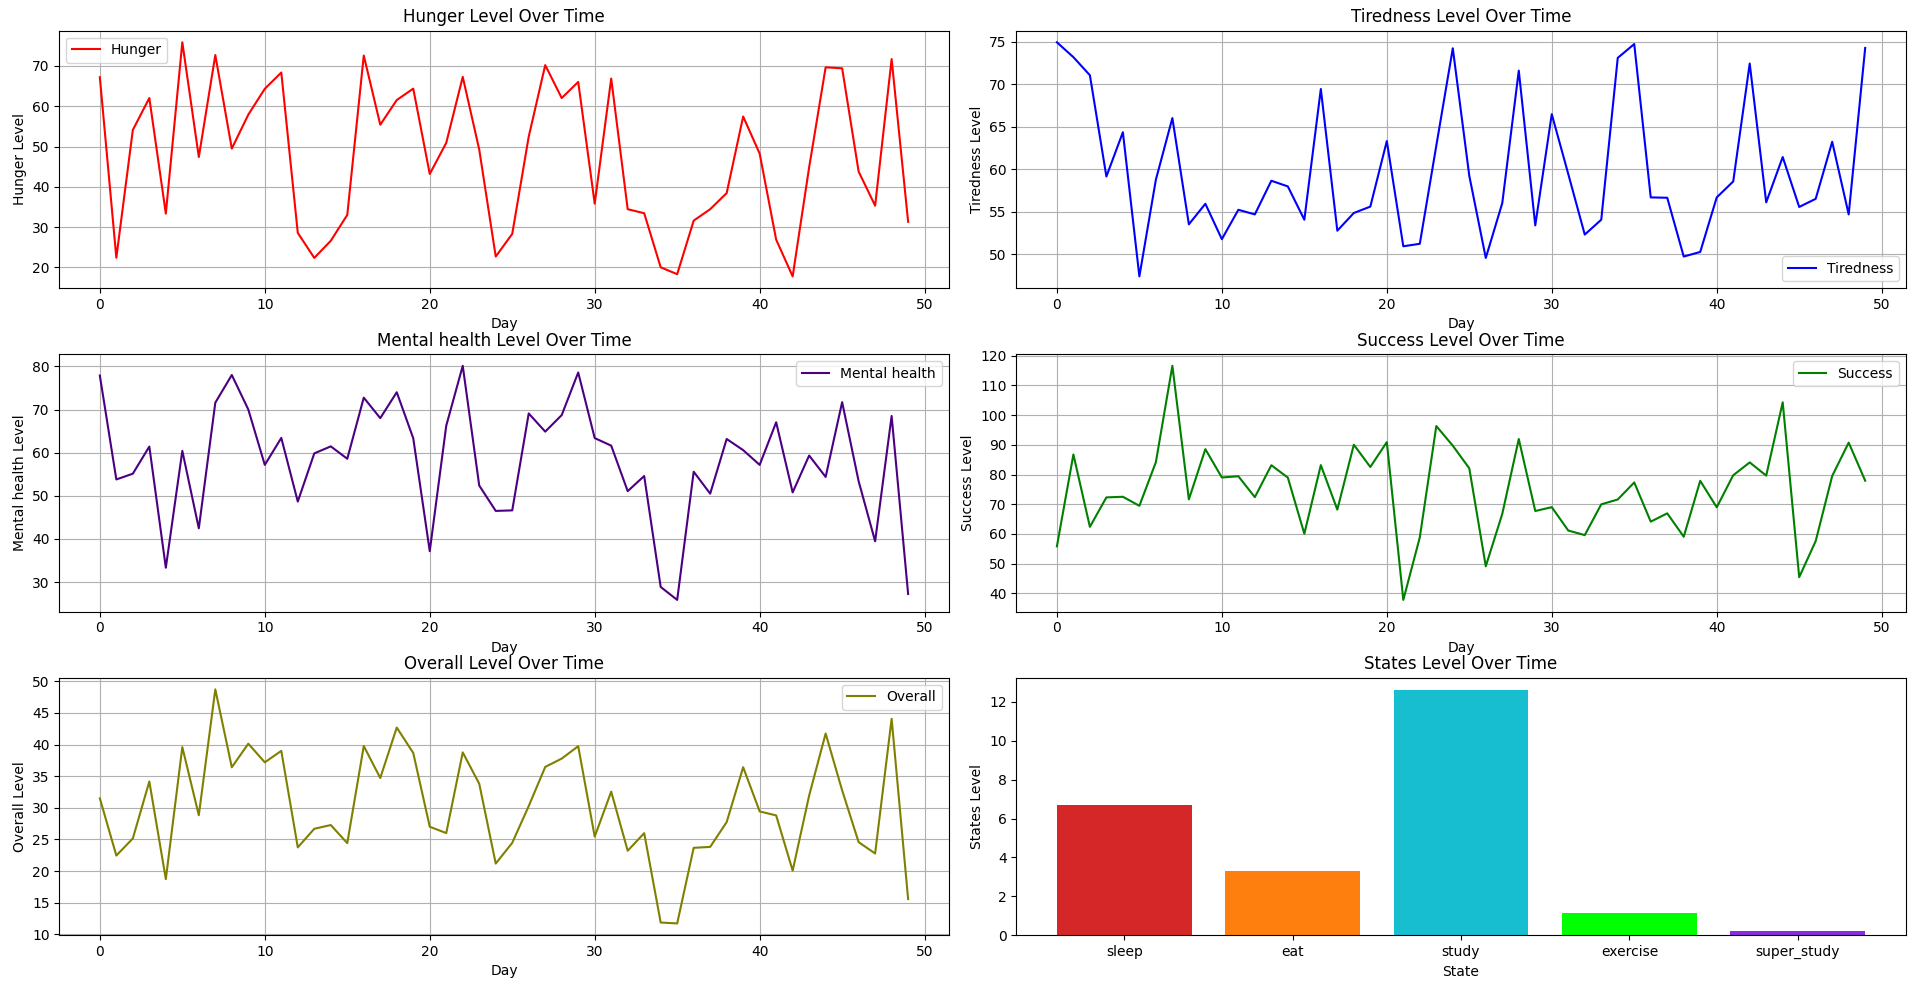 Hunger Level Over Time
Hunger
Hunger Level
70
60
50
40
30
20
0 10 20 30 40 50
Day
Tiredness Level Over Time
Tiredness
Tiredness Level
75
70
65
60
55
50
0 10 20 30 40 50
Day
Mental health Level Over Time
Mental health
Mental health Level
80
70
60
50
40
30
0 10 20 30 40 50
Day
Success Level Over Time
Success
Success Level
120
110
100
90
80
70
60
50
40
0 10 20 30 40 50
Day
Overall Level Over Time
Overall
Overall Level
50
45
40
35
30
25
20
15
10
0 10 20 30 40 50
Day
States Level Over Time
States Level
12
10
8
6
4
2
0
sleep eat study exercise super_study
State